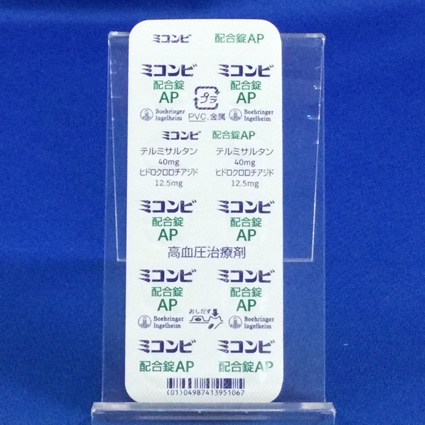 ミコンビ 配合錠AP
ミコンビ ミコンビ
配合錠 配合錠
AP AP
プラ
Boehringer Ingelheim Boehringer Ingelheim
PVC,金属
ミコンビ 配合錠AP
テルミサルタン テルミサルタン
40mg 40mg
ヒドロクロロチアジド ヒドロクロロチアジド
12.5mg 12.5mg
ミコンビ ミコンビ
配合錠 配合錠
AP AP
高血圧治療剤
ミコンビ ミコンビ
配合錠 配合錠
AP AP
おしだす
Boehringer Ingelheim Boehringer Ingelheim
ミコンビ ミコンビ
配合錠AP 配合錠AP
(01)04987413951067